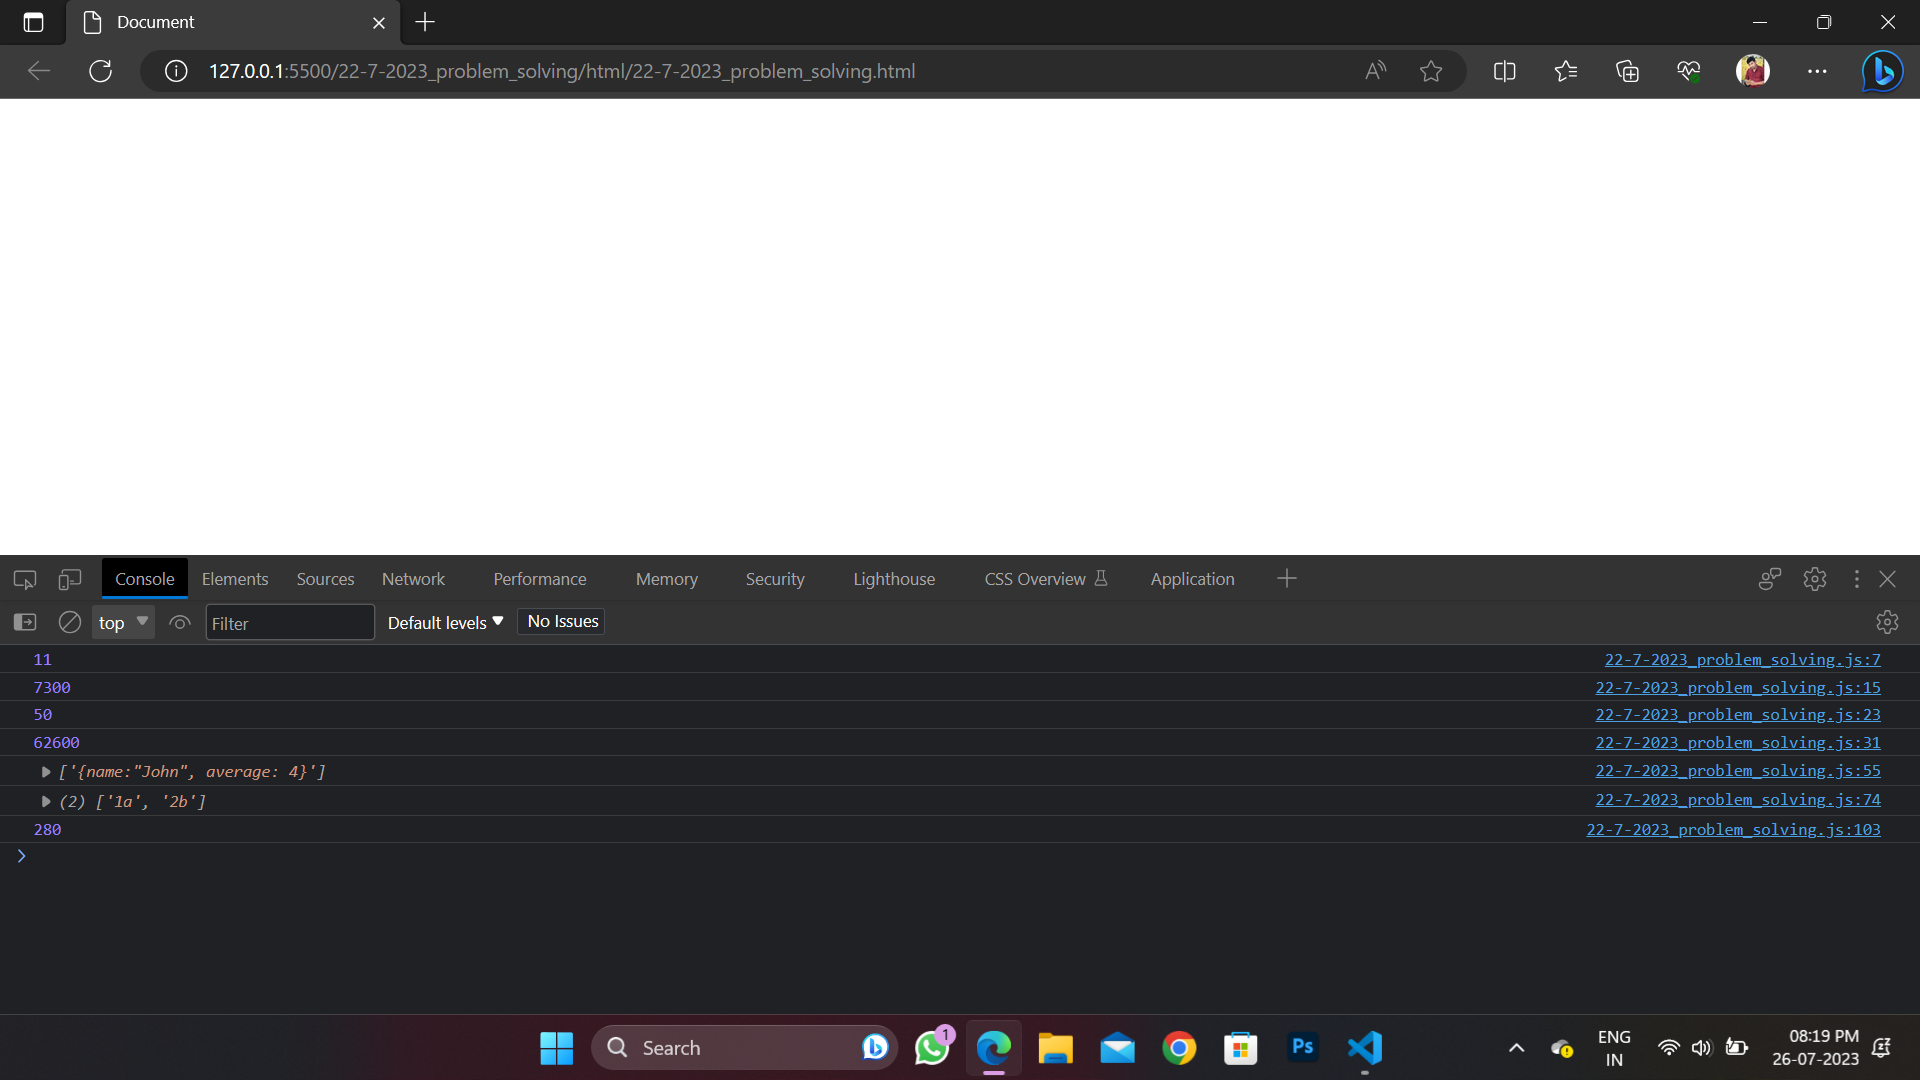 Document
127.0.0.1:5500/22-7-2023_problem_solving/html/22-7-2023_problem_solving.html
Console Elements Sources Network Performance Memory Security Lighthouse CSS Overview Application
top Filter Default levels No Issues
11 22-7-2023_problem_solving.js:7
7300 22-7-2023_problem_solving.js:15
50 22-7-2023_problem_solving.js:23
62600 22-7-2023_problem_solving.js:31
['{name:"John", average: 4}'] 22-7-2023_problem_solving.js:55
(2) ['1a', '2b'] 22-7-2023_problem_solving.js:74
280 22-7-2023_problem_solving.js:103
Search
1
Ps
ENG
IN
08:19 PM
26-07-2023